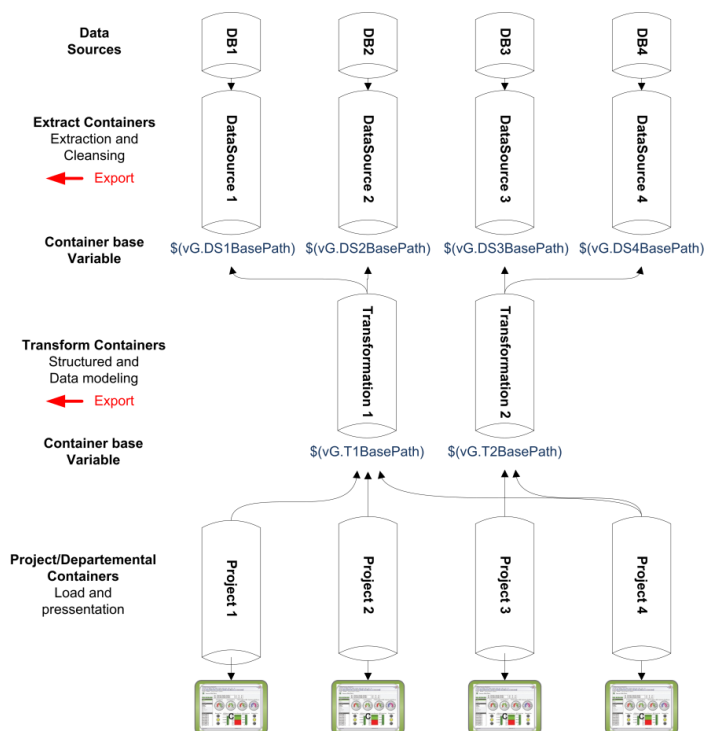 Data
Sources
DB1
DB2
DB3
DB4
Extract Containers
Extraction and
Cleansing
Export
DataSource 1
DataSource 2
DataSource 3
DataSource 4
Container base
Variable
$(vG.DS1BasePath)
$(vG.DS2BasePath)
$(vG.DS3BasePath)
$(vG.DS4BasePath)
Transform Containers
Structured and
Data modeling
Export
Transformation 1
Transformation 2
Container base
Variable
$(vG.T1BasePath)
$(vG.T2BasePath)
Project/Departemental
Containers
Load and
pressentation
Project 1
Project 2
Project 3
Project 4
C
C
C
C